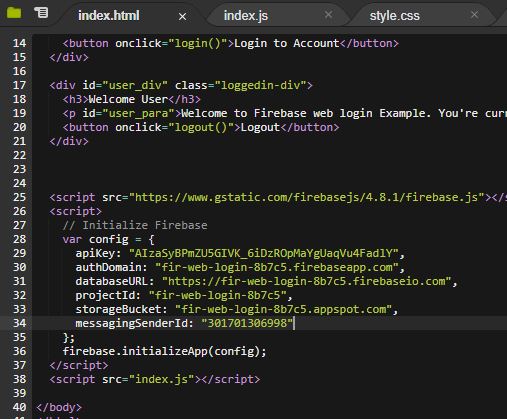 index.html × index.js × style.css ×
14 <button onclick="login()">Login to Account</button>
15 </div>
16
17 <div id="user_div" class="loggedin-div">
18 <h3>Welcome User</h3>
19 <p id="user_para">Welcome to Firebase web login Example. You're curr
20 <button onclick="logout()">Logout</button>
21 </div>
22
23
24
25 <script src="https://www.gstatic.com/firebasejs/4.8.1/firebase.js"></s
26 <script>
27 // Initialize Firebase
28 var config = {
29 apiKey: "AIzaSyBPmZU5GIVK_6iDzROpMaYgUaqVu4FadlY",
30 authDomain: "fir-web-login-8b7c5.firebaseapp.com",
31 databaseURL: "https://fir-web-login-8b7c5.firebaseio.com",
32 projectId: "fir-web-login-8b7c5",
33 storageBucket: "fir-web-login-8b7c5.appspot.com",
34 messagingSenderId: "301701306998"
35 };
36 firebase.initializeApp(config);
37 </script>
38 <script src="index.js"></script>
39
40 </body>